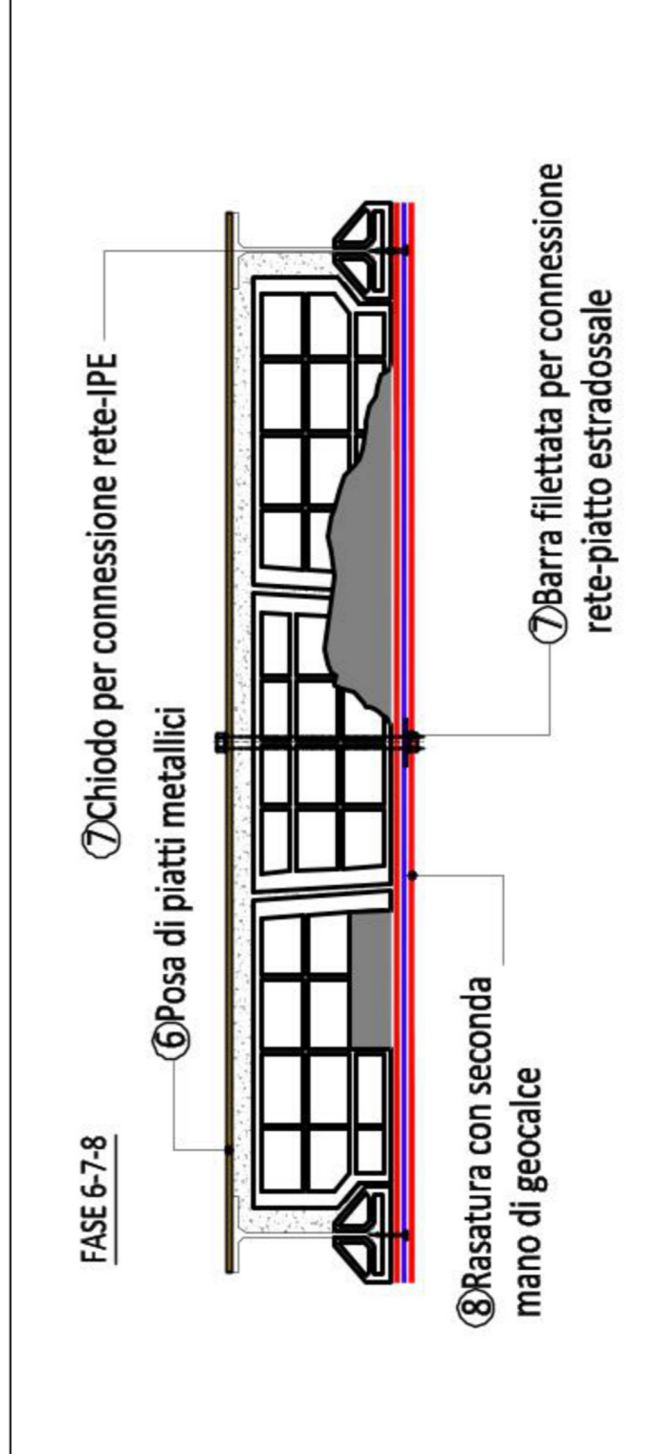 FASE 6-7-8
⑥Posa di piatti metallici
⑦Chiodo per connessione rete-IPE
⑧Rasatura con seconda
mano di geocalce
⑦Barra filettata per connessione
rete-piatto estradossale